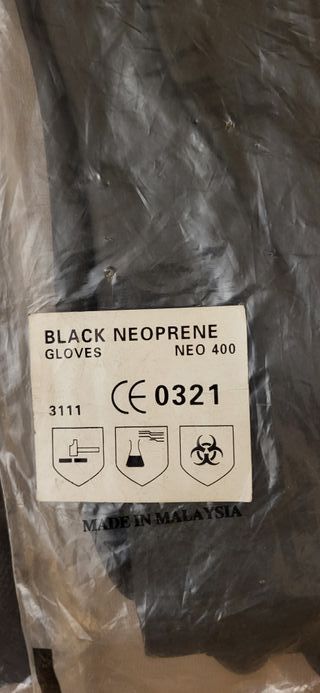 BLACK NEOPRENE
GLOVES NEO 400
3111 CE 0321
MADE IN MALAYSIA